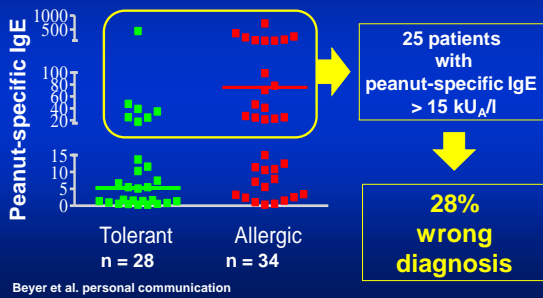 Peanut-specific IgE
1000
500
100
80
60
40
20
15
10
5
0
Tolerant
n = 28
Allergic
n = 34
25 patients
with
peanut-specific IgE
> 15 kU_A/l
28%
wrong
diagnosis
Beyer et al. personal communication